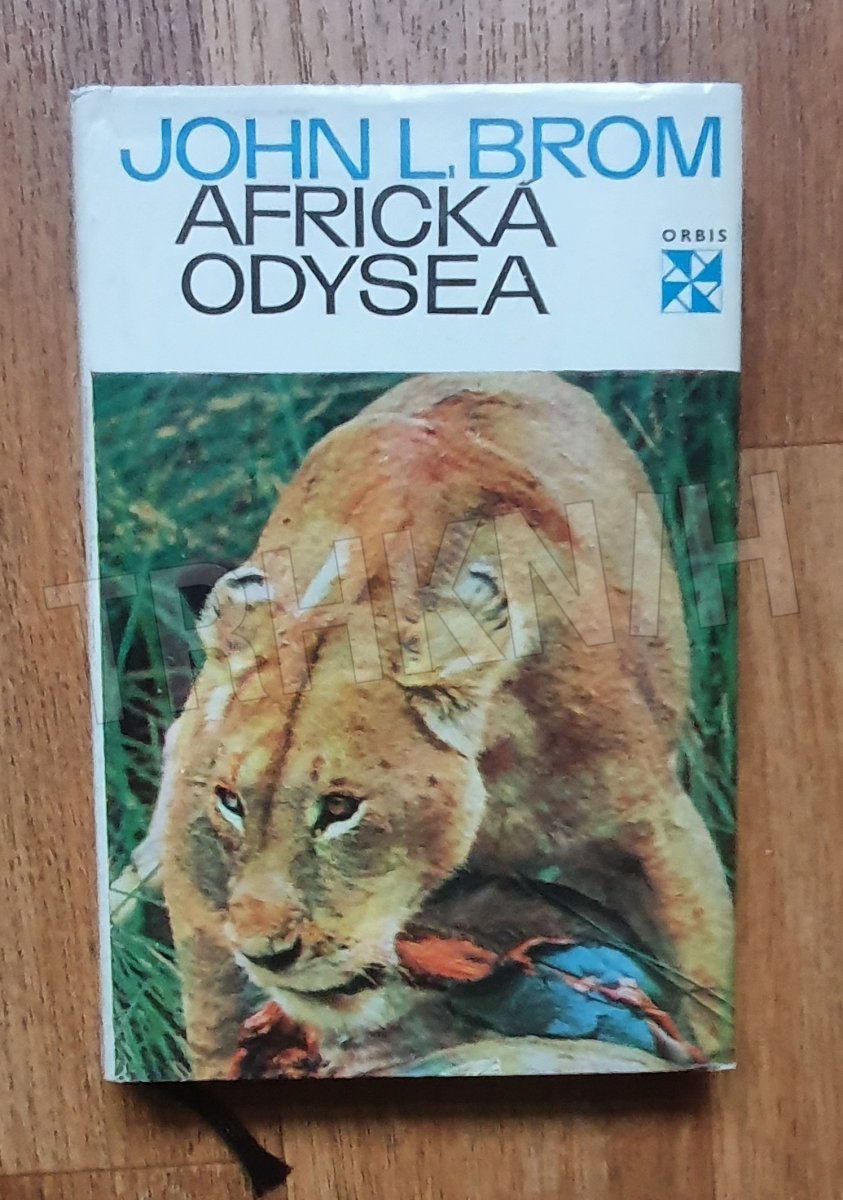 JOHN L. BROM
AFRICKÁ
ODYSEA
ORBIS
TRHKNIH